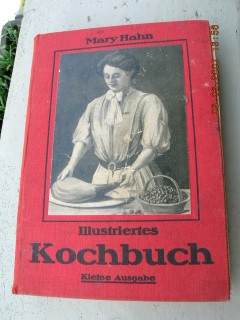 Mary Hahn
Illustriertes
Kochbuch
Kleine Ausgabe